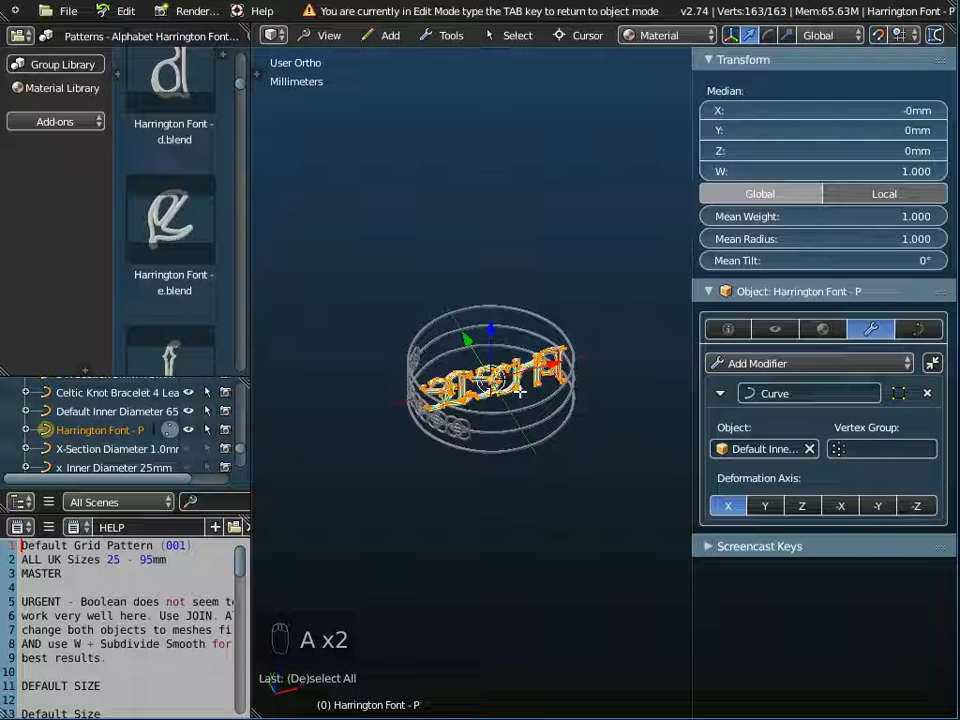 File Edit Render... Help You are currently in Edit Mode type the TAB key to return to object mode v2.74 | Verts:163/163 | Mem:65.63M | Harrington Font - P
Patterns - Alphabet Harrington Font...
View Add Tools Select Cursor Material Global
Group Library
Material Library
Add-ons
Harrington Font -
d.blend
Harrington Font -
e.blend
User Ortho
Millimeters
Transform
Median:
X: -0mm
Y: 0mm
Z: 0mm
W: 1.000
Global Local
Mean Weight: 1.000
Mean Radius: 1.000
Mean Tilt: 0°
Object: Harrington Font - P
Add Modifier
Curve
Object: Vertex Group:
Default Inne...
Deformation Axis:
X Y Z -X -Y -Z
Screencast Keys
Celtic Knot Bracelet 4 Lea
Default Inner Diameter 65
Harrington Font - P
X-Section Diameter 1.0mr
x Inner Diameter 25mm
All Scenes
HELP
1 Default Grid Pattern (001)
2 ALL UK Sizes 25 - 95mm
3 MASTER
4
5 URGENT - Boolean does not seem t
6 work very well here. Use JOIN. A
7 change both objects to meshes fi
8 AND use W + Subdivide Smooth for
9 best results.
10
11 DEFAULT SIZE
12
13 Default Size
A x2
Last: (De)select All
(0) Harrington Font - P